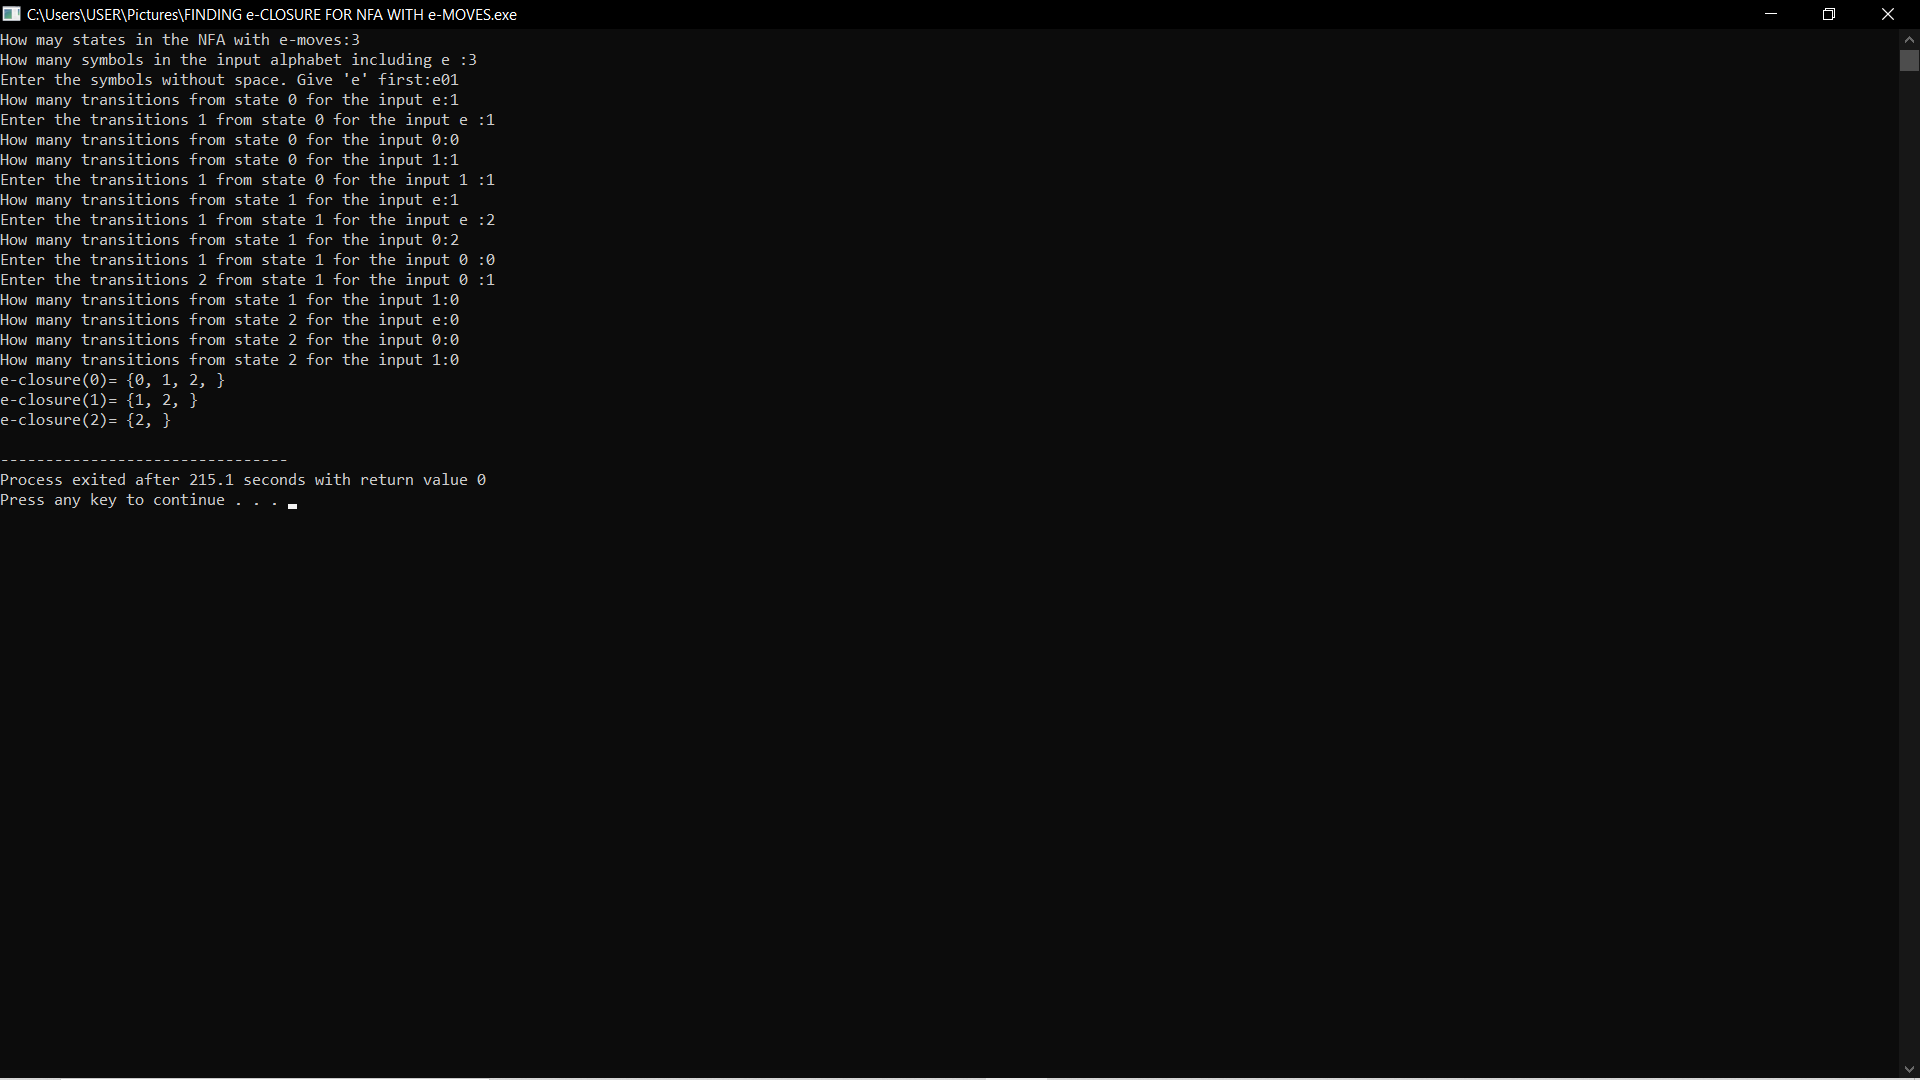 C:\Users\USER\Pictures\FINDING e-CLOSURE FOR NFA WITH e-MOVES.exe
How may states in the NFA with e-moves:3
How many symbols in the input alphabet including e :3
Enter the symbols without space. Give 'e' first:e01
How many transitions from state 0 for the input e:1
Enter the transitions 1 from state 0 for the input e :1
How many transitions from state 0 for the input 0:0
How many transitions from state 0 for the input 1:1
Enter the transitions 1 from state 0 for the input 1 :1
How many transitions from state 1 for the input e:1
Enter the transitions 1 from state 1 for the input e :2
How many transitions from state 1 for the input 0:2
Enter the transitions 1 from state 1 for the input 0 :0
Enter the transitions 2 from state 1 for the input 0 :1
How many transitions from state 1 for the input 1:0
How many transitions from state 2 for the input e:0
How many transitions from state 2 for the input 0:0
How many transitions from state 2 for the input 1:0
e-closure(0)= {0, 1, 2, }
e-closure(1)= {1, 2, }
e-closure(2)= {2, }
--------------------------------
Process exited after 215.1 seconds with return value 0
Press any key to continue . . .